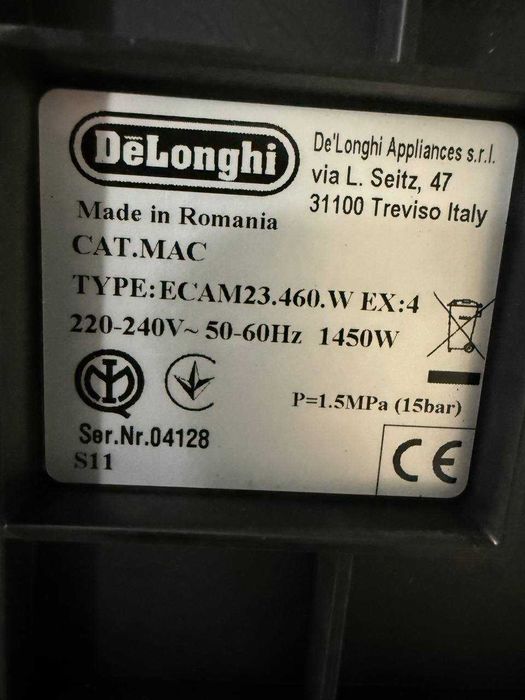 DēLonghi
De'Longhi Appliances s.r.l.
via L. Seitz, 47
31100 Treviso Italy
Made in Romania
CAT.MAC
TYPE:ECAM23.460.W EX:4
220-240V~ 50-60Hz 1450W
P=1.5MPa (15bar)
Ser.Nr.04128
S11
CE